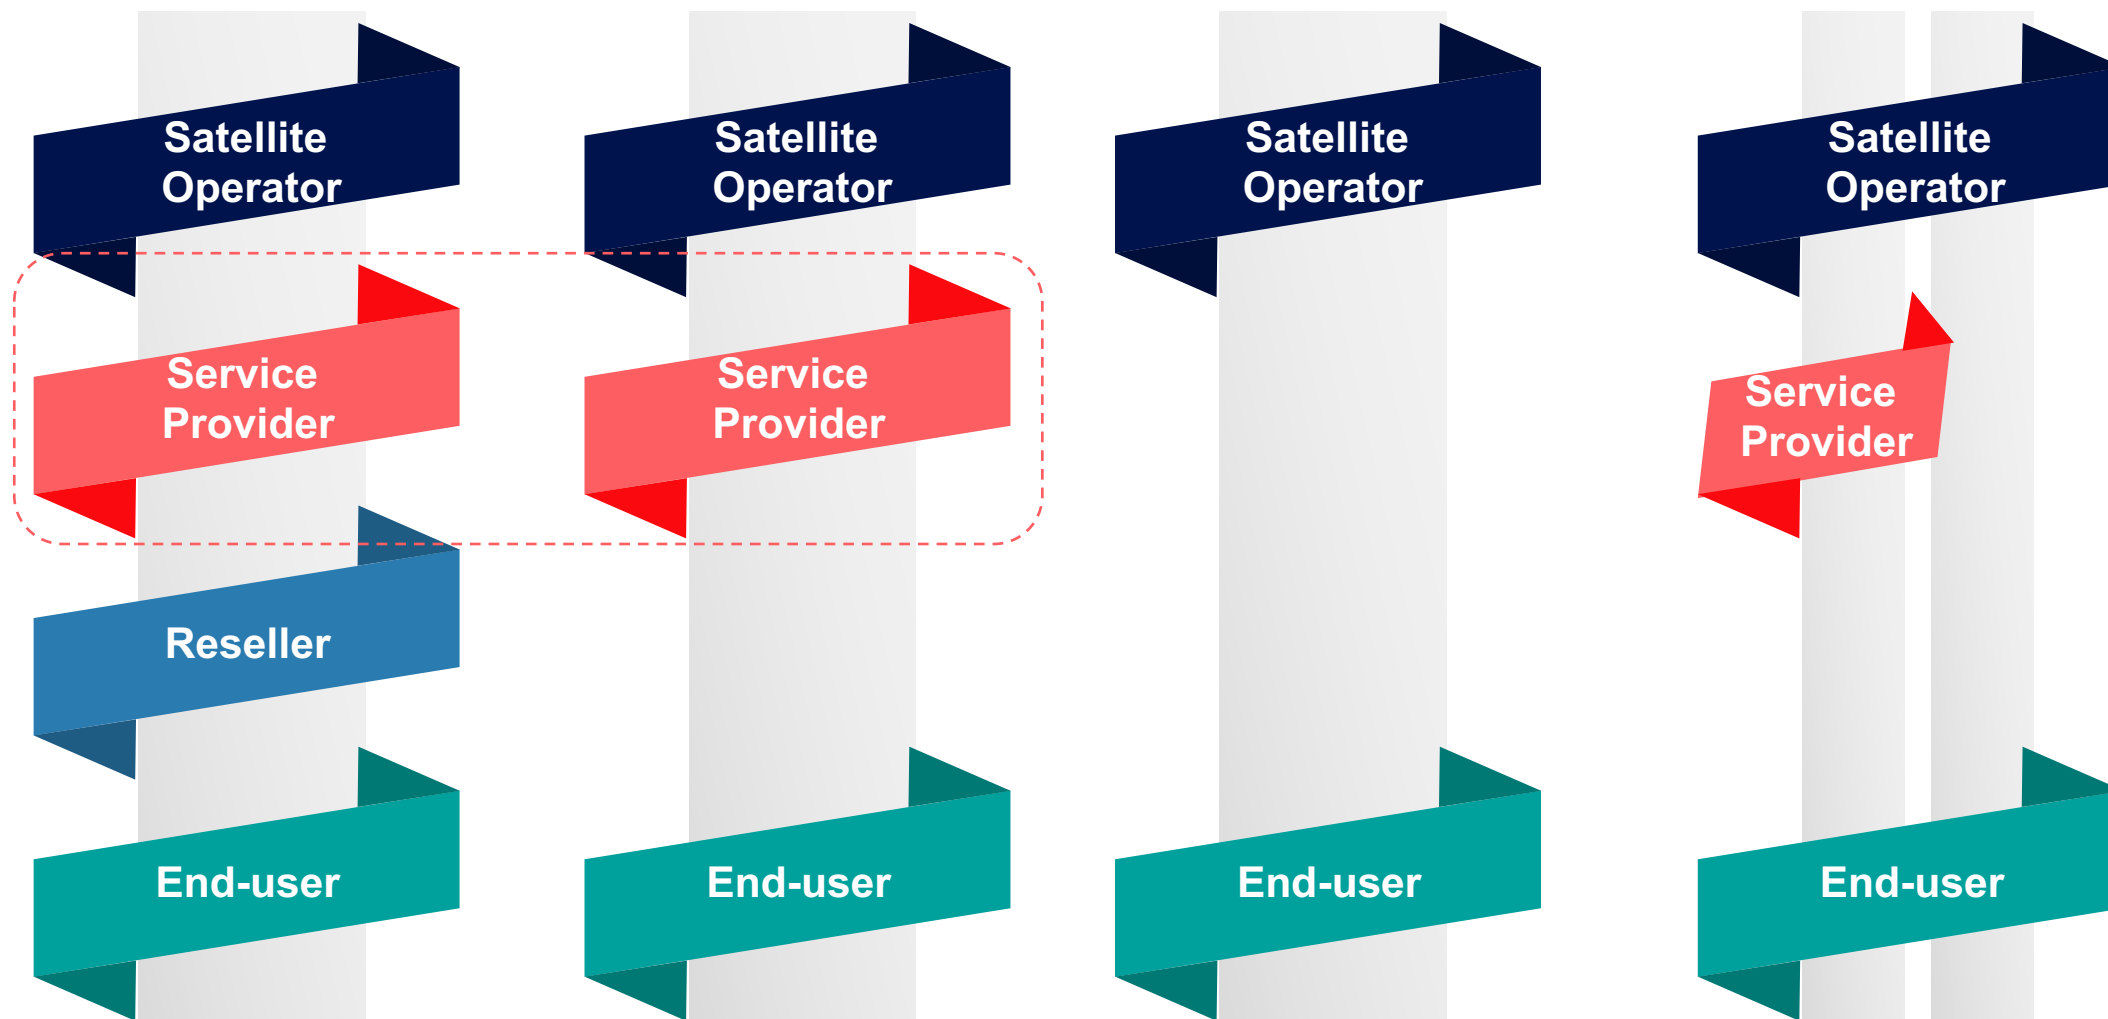 Satellite
Operator
Service
Provider
Reseller
End-user
Satellite
Operator
Service
Provider
End-user
Satellite
Operator
End-user
Satellite
Operator
Service
Provider
End-user